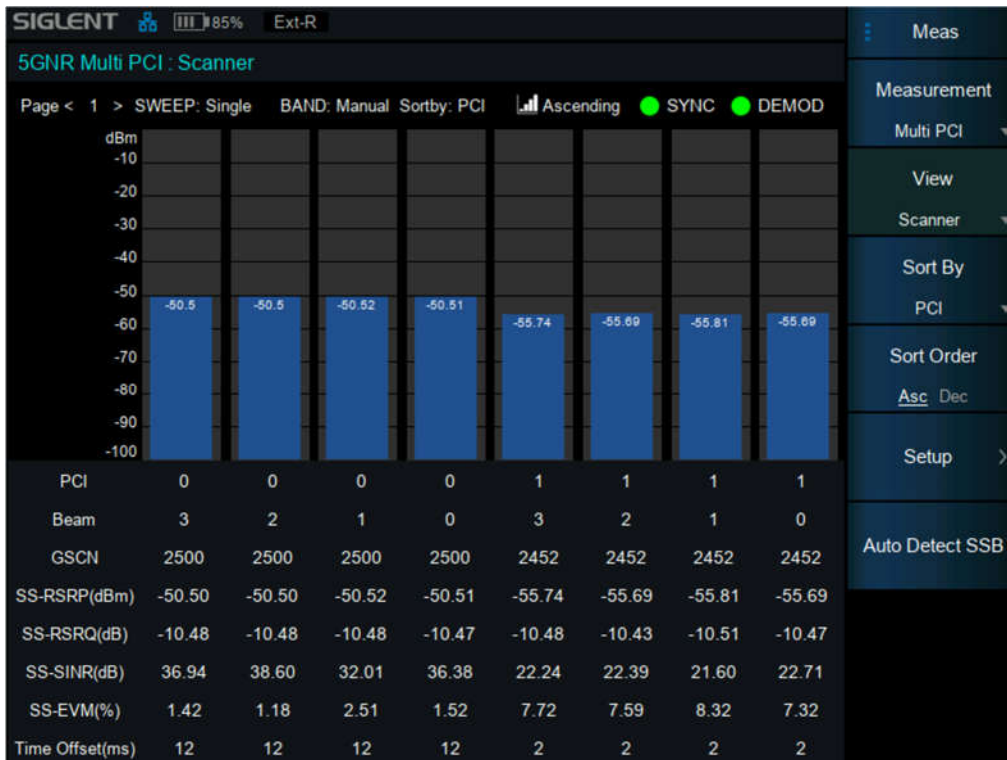 SIGLENT 85% Ext-R
5GNR Multi PCI : Scanner
Page < 1 > SWEEP: Single BAND: Manual Sortby: PCI Ascending SYNC DEMOD
dBm
-10
-20
-30
-40
-50
-60
-70
-80
-90
-100
-50.5 -50.5 -50.52 -50.51 -55.74 -55.69 -55.81 -55.69
PCI 0 0 0 0 1 1 1 1
Beam 3 2 1 0 3 2 1 0
GSCN 2500 2500 2500 2500 2452 2452 2452 2452
SS-RSRP(dBm) -50.50 -50.50 -50.52 -50.51 -55.74 -55.69 -55.81 -55.69
SS-RSRQ(dB) -10.48 -10.48 -10.48 -10.47 -10.48 -10.43 -10.51 -10.47
SS-SINR(dB) 36.94 38.60 32.01 36.38 22.24 22.39 21.60 22.71
SS-EVM(%) 1.42 1.18 2.51 1.52 7.72 7.59 8.32 7.32
Time Offset(ms) 12 12 12 12 2 2 2 2
Meas
Measurement
Multi PCI
View
Scanner
Sort By
PCI
Sort Order
Asc Dec
Setup
Auto Detect SSB